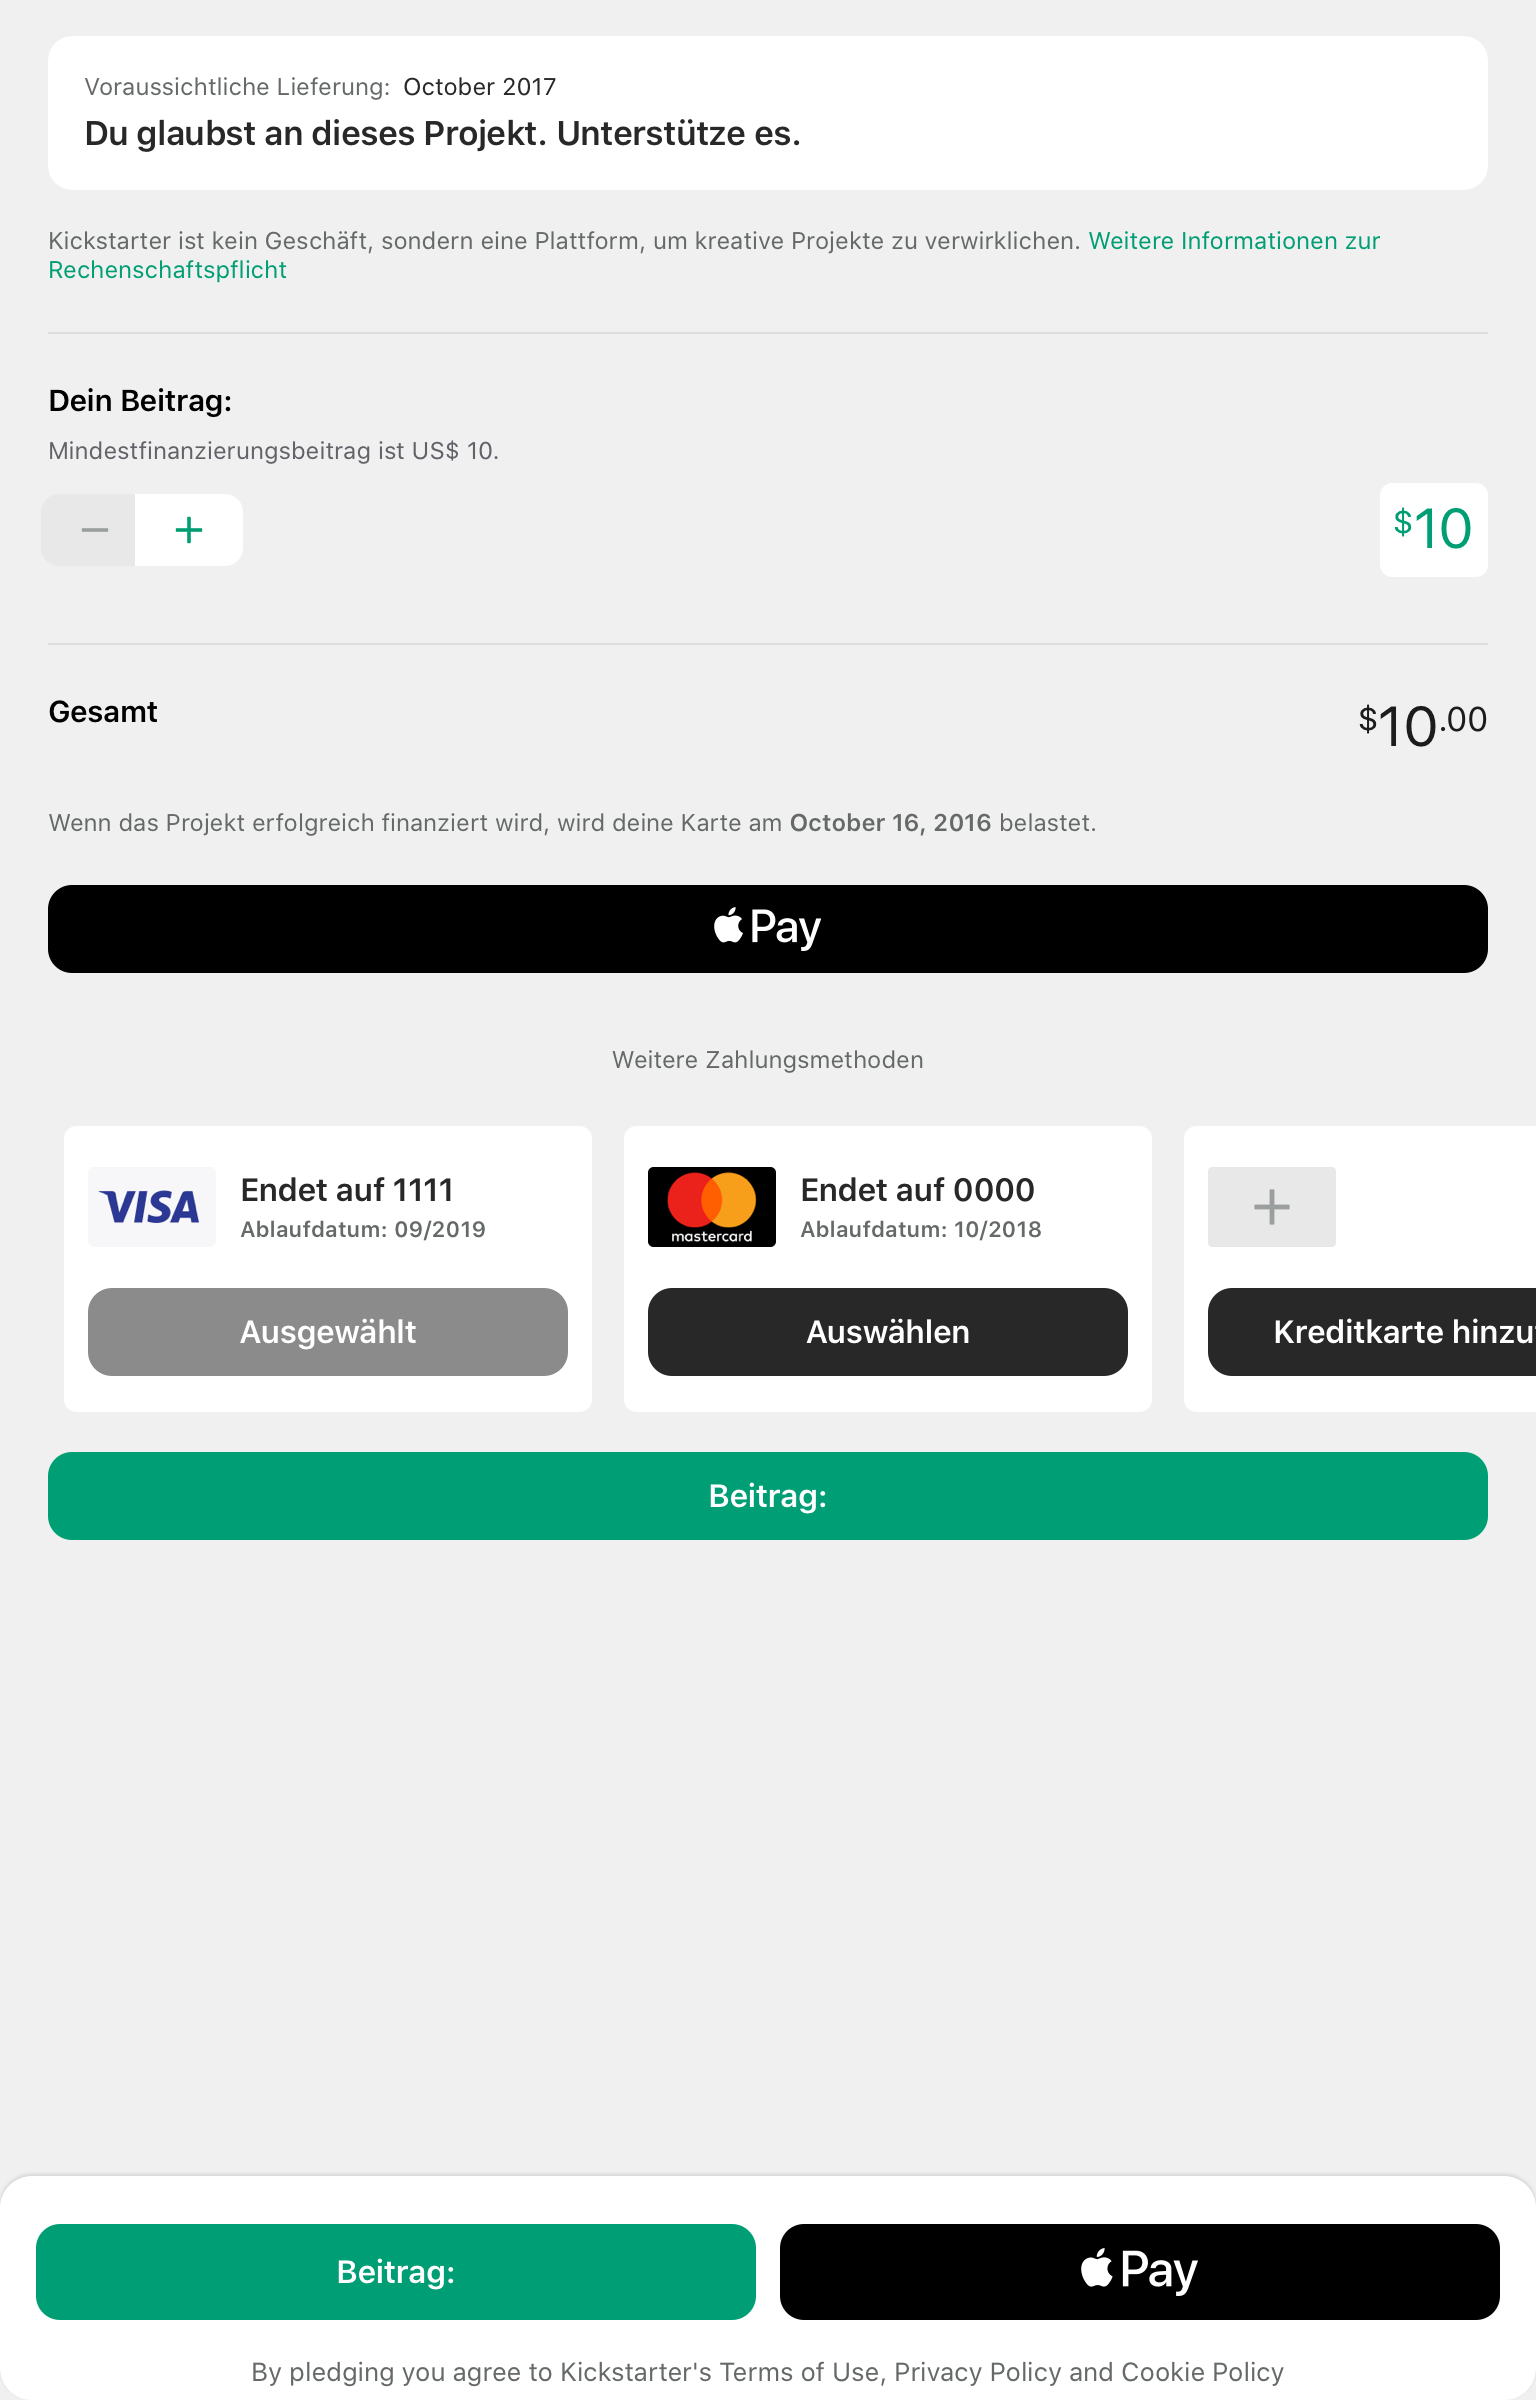 Voraussichtliche Lieferung: October 2017
Du glaubst an dieses Projekt. Unterstütze es.
Kickstarter ist kein Geschäft, sondern eine Plattform, um kreative Projekte zu verwirklichen. Weitere Informationen zur
Rechenschaftspflicht
Dein Beitrag:
Mindestfinanzierungsbeitrag ist US$ 10.
$10
Gesamt
$10.00
Wenn das Projekt erfolgreich finanziert wird, wird deine Karte am October 16, 2016 belastet.
Pay
Weitere Zahlungsmethoden
VISA
Endet auf 1111
Ablaufdatum: 09/2019
Ausgewählt
mastercard
Endet auf 0000
Ablaufdatum: 10/2018
Auswählen
Kreditkarte hinzu
Beitrag:
Beitrag:
Pay
By pledging you agree to Kickstarter's Terms of Use, Privacy Policy and Cookie Policy